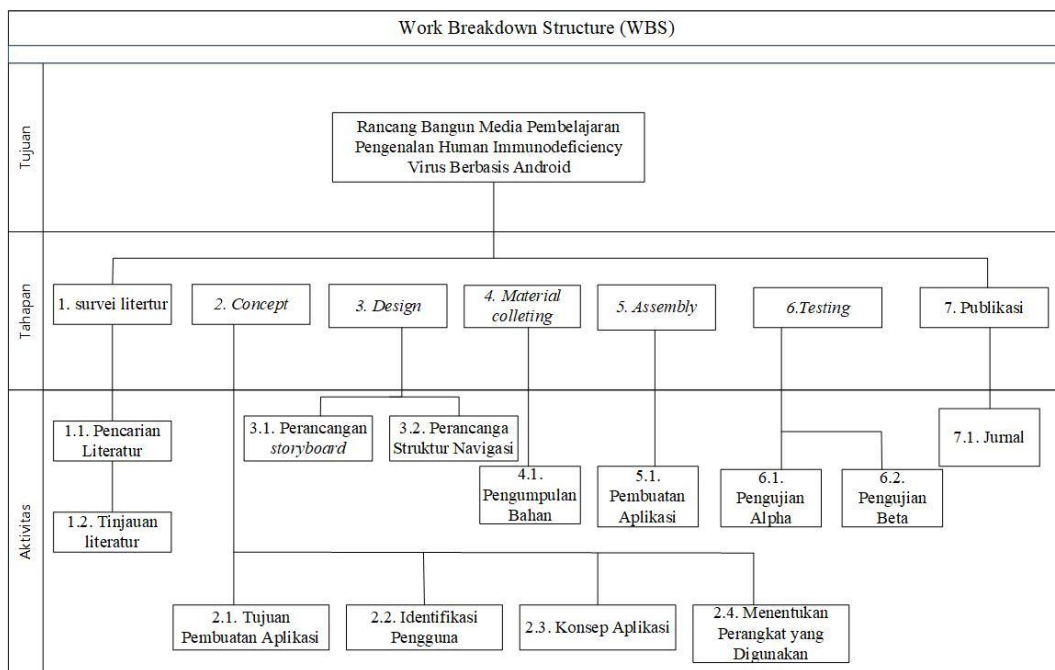 Work Breakdown Structure (WBS)
Tujuan
Rancang Bangun Media Pembelajaran
Pengenalan Human Immunodeficiency
Virus Berbasis Android
Tahapan
1. survei litertur
2. Concept
3. Design
4. Material
colleting
5. Assembly
6.Testing
7. Publikasi
Aktivitas
1.1. Pencarian
Literatur
1.2. Tinjauan
literatur
3.1. Perancangan
storyboard
3.2. Perancanga
Struktur Navigasi
4.1.
Pengumpulan
Bahan
5.1.
Pembuatan
Aplikasi
6.1.
Pengujian
Alpha
6.2.
Pengujian
Beta
7.1. Jurnal
2.1. Tujuan
Pembuatan Aplikasi
2.2. Identifikasi
Pengguna
2.3. Konsep Aplikasi
2.4. Menentukan
Perangkat yang
Digunakan